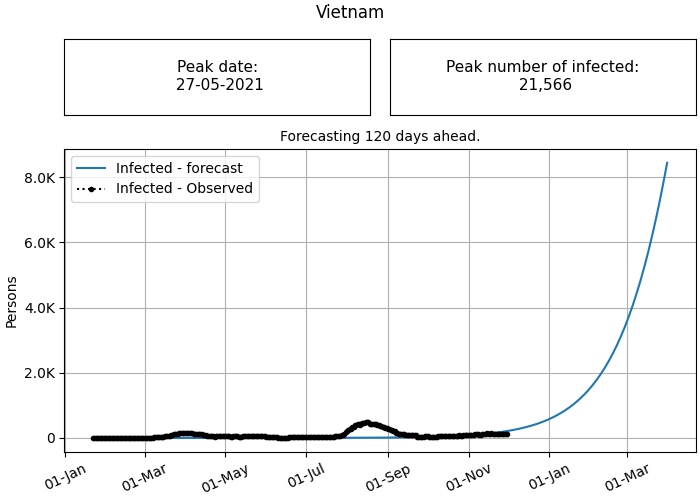 Vietnam
Peak date:
27-05-2021
Peak number of infected:
21,566
Forecasting 120 days ahead.
Infected - forecast
Infected - Observed
8.0K
6.0K
4.0K
2.0K
0
Persons
01-Jan
01-Mar
01-May
01-Jul
01-Sep
01-Nov
01-Jan
01-Mar